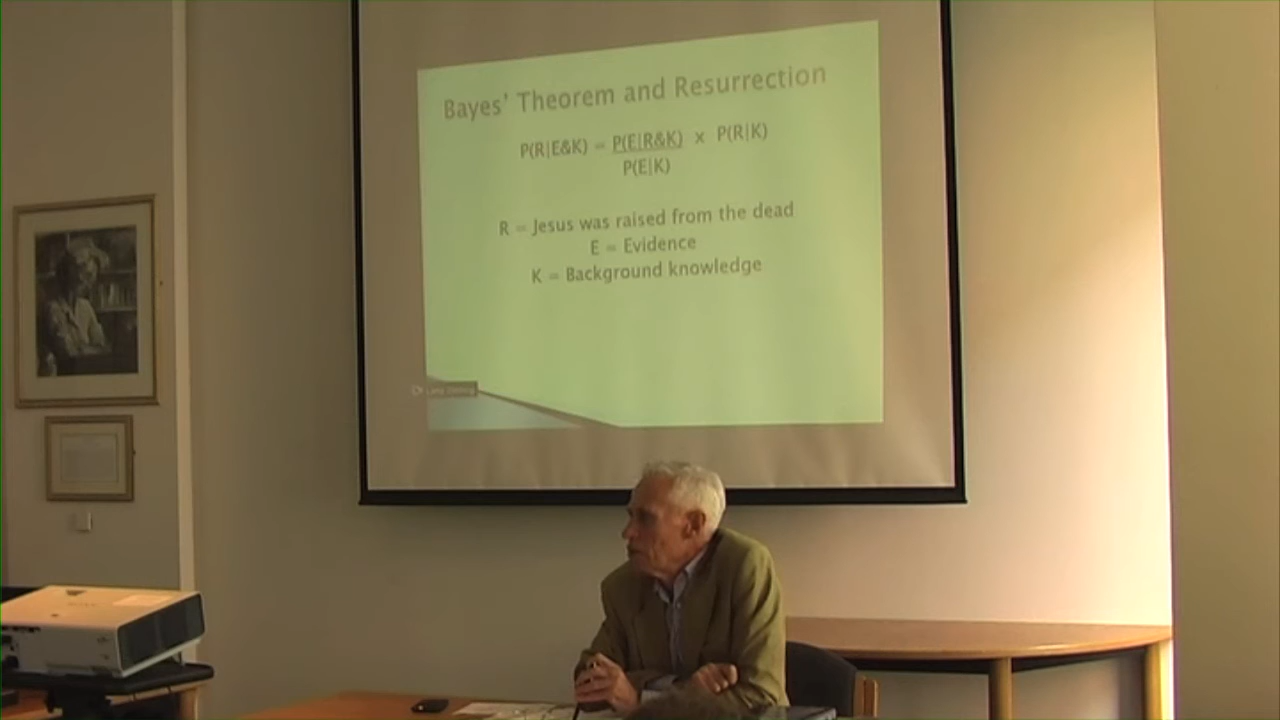 Bayes' Theorem and Resurrection
P(R|E&K) = P(E|R&K) × P(R|K)
P(E|K)
R = Jesus was raised from the dead
E = Evidence
K = Background knowledge